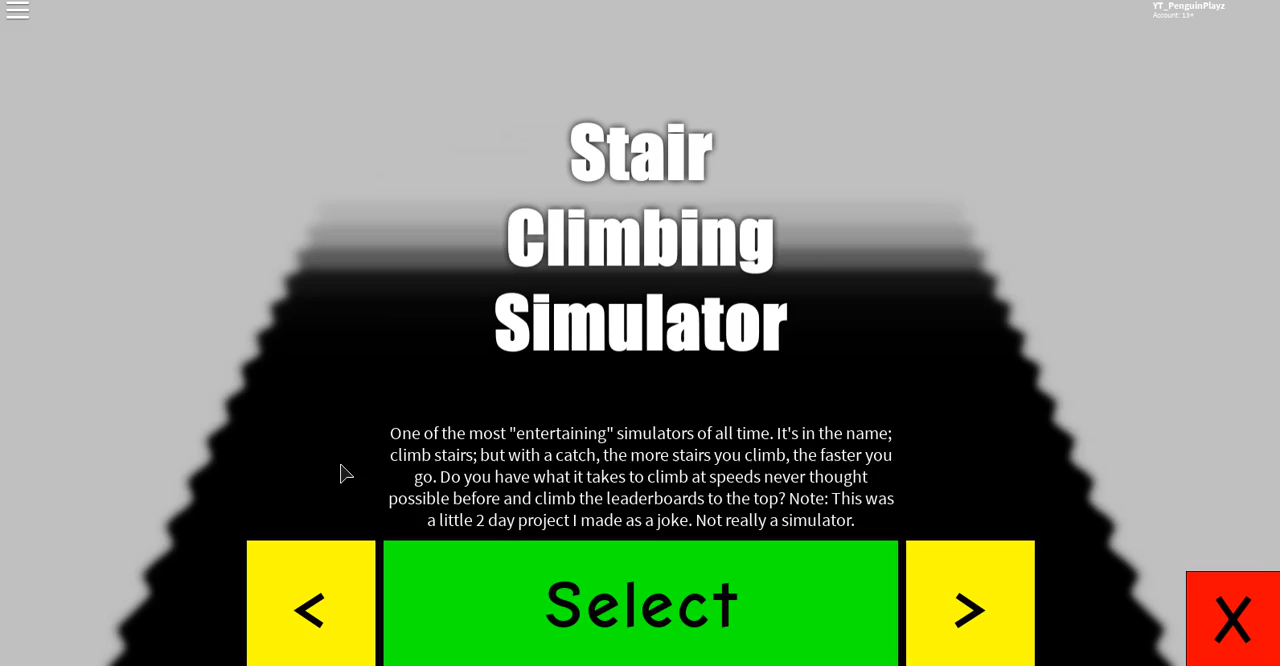 YT_PenguinPlayz
Account: 13+
Stair
Climbing
Simulator
One of the most "entertaining" simulators of all time. It's in the name;
climb stairs; but with a catch, the more stairs you climb, the faster you
go. Do you have what it takes to climb at speeds never thought
possible before and climb the leaderboards to the top? Note: This was
a little 2 day project I made as a joke. Not really a simulator.
< Select > X